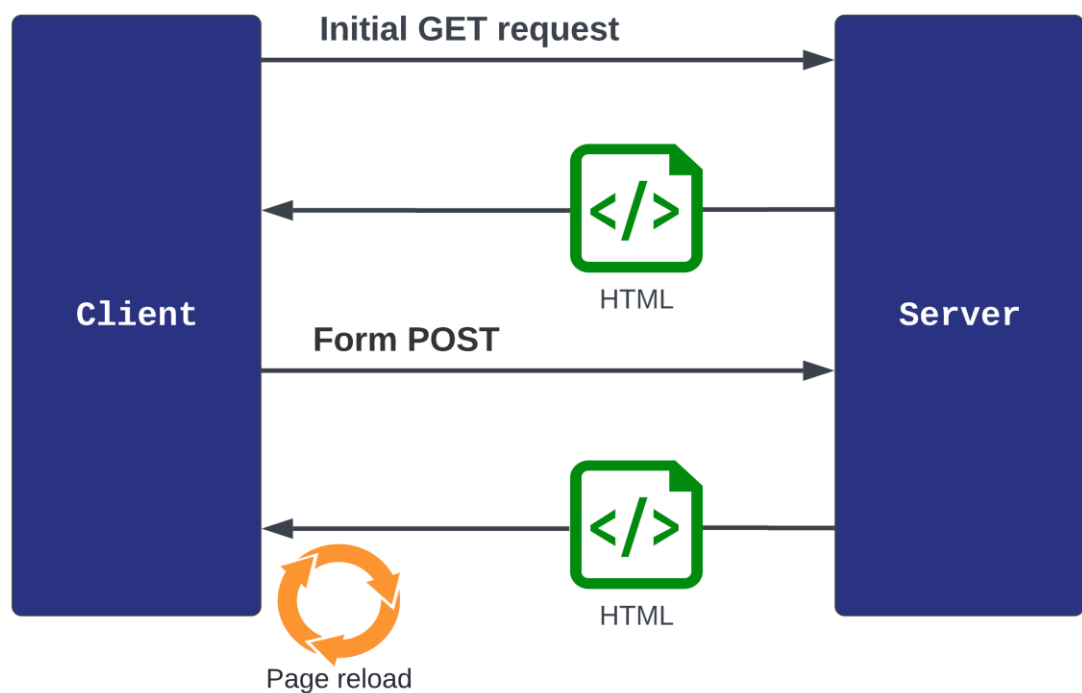 Initial GET request
</>
HTML
Client
Server
Form POST
</>
HTML
Page reload